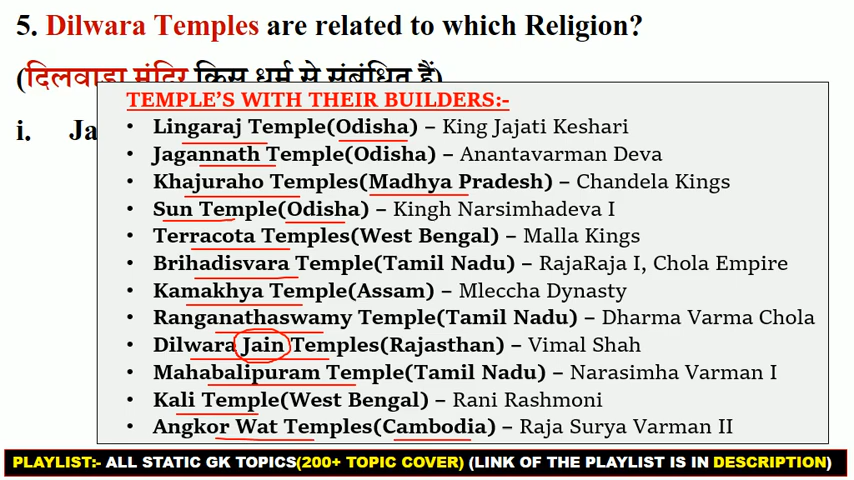 5. Dilwara Temples are related to which Religion?
(दिलवाड़ा मंदिर किस धर्म से संबंधित हैं)
i. Ja
TEMPLE'S WITH THEIR BUILDERS:-
• Lingaraj Temple(Odisha) – King Jajati Keshari
• Jagannath Temple(Odisha) – Anantavarman Deva
• Khajuraho Temples(Madhya Pradesh) – Chandela Kings
• Sun Temple(Odisha) – Kingh Narsimhadeva I
• Terracota Temples(West Bengal) – Malla Kings
• Brihadisvara Temple(Tamil Nadu) – RajaRaja I, Chola Empire
• Kamakhya Temple(Assam) – Mleccha Dynasty
• Ranganathaswamy Temple(Tamil Nadu) – Dharma Varma Chola
• Dilwara Jain Temples(Rajasthan) – Vimal Shah
• Mahabalipuram Temple(Tamil Nadu) – Narasimha Varman I
• Kali Temple(West Bengal) – Rani Rashmoni
• Angkor Wat Temples(Cambodia) – Raja Surya Varman II
PLAYLIST:- ALL STATIC GK TOPICS(200+ TOPIC COVER) (LINK OF THE PLAYLIST IS IN DESCRIPTION)